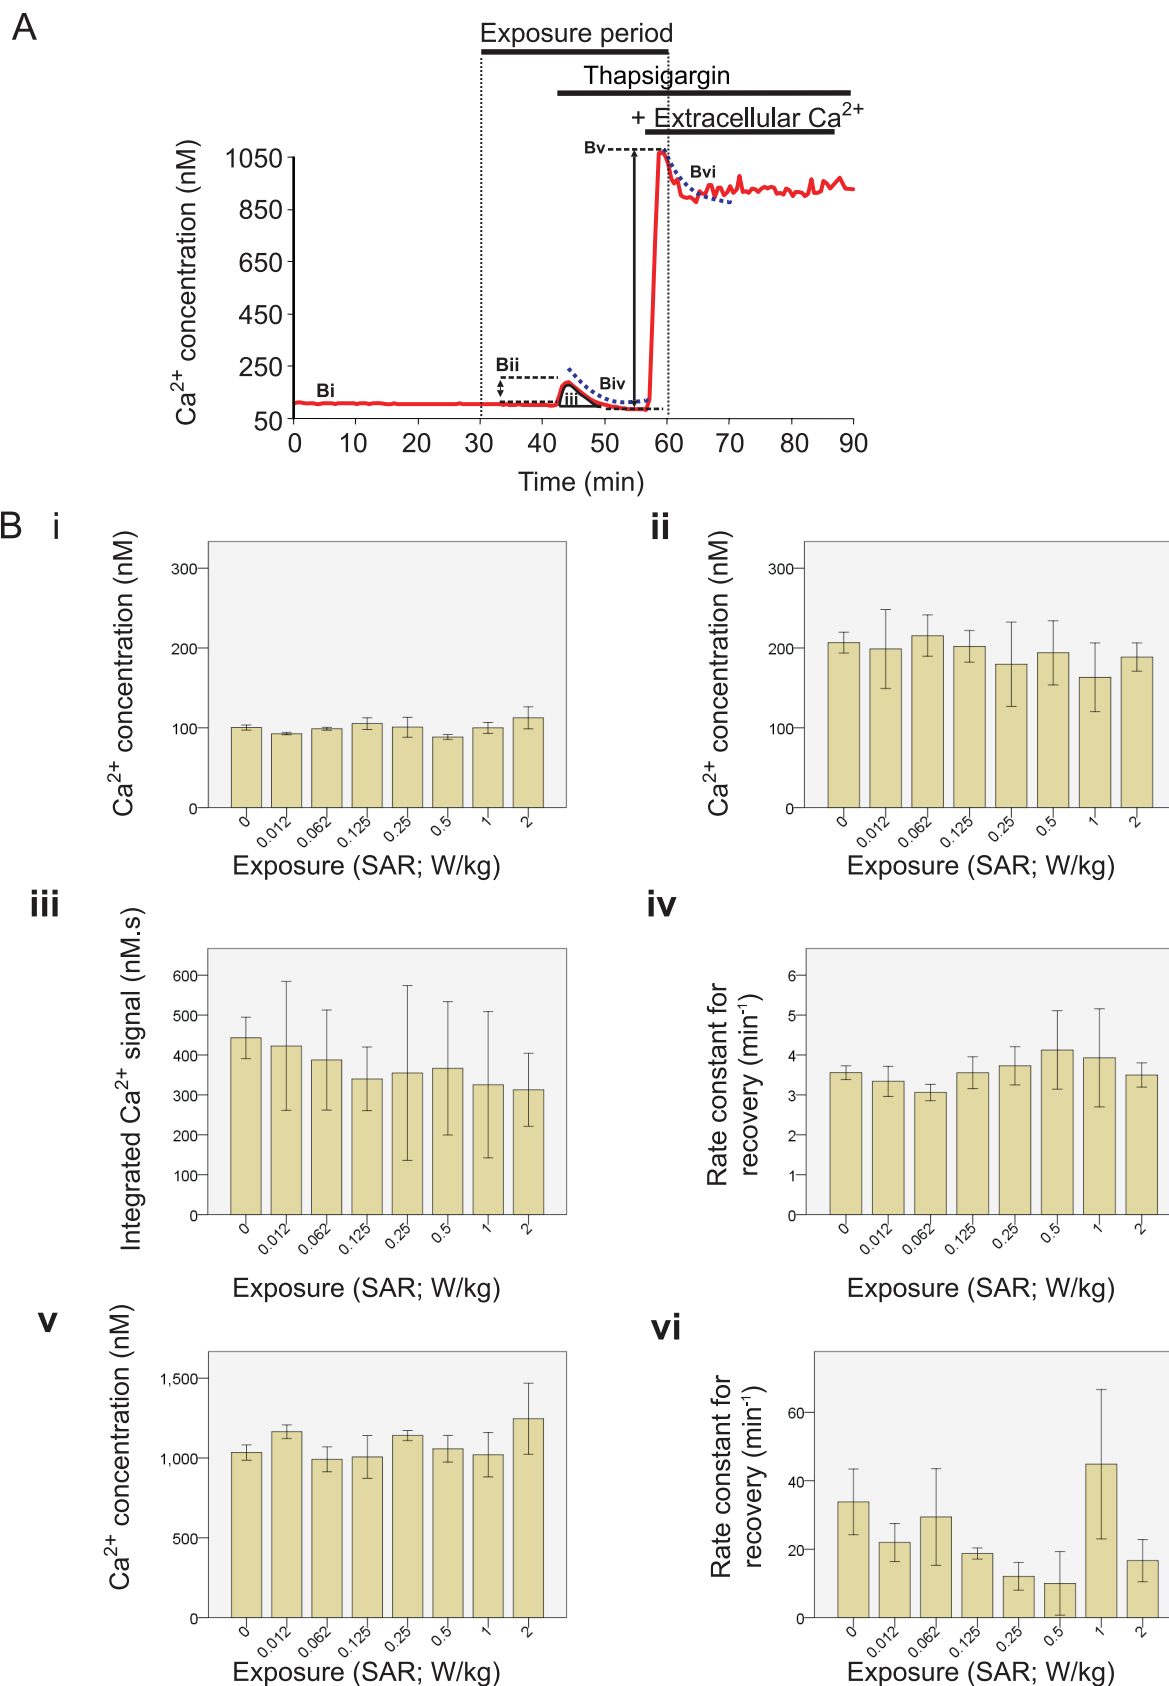 A
Exposure period
Thapsigargin
+ Extracellular Ca²⁺
Ca²⁺ concentration (nM)
1050
850
650
450
250
50
Bv
Bvi
Bii
Biv
Bi
iii
0 10 20 30 40 50 60 70 80 90
Time (min)
B
i
Ca²⁺ concentration (nM)
300
200
100
0
0 0.012 0.062 0.125 0.25 0.5 1 2
Exposure (SAR; W/kg)
ii
Ca²⁺ concentration (nM)
300
200
100
0
0 0.012 0.062 0.125 0.25 0.5 1 2
Exposure (SAR; W/kg)
iii
Integrated Ca²⁺ signal (nM.s)
600
500
400
300
200
100
0
0 0.012 0.062 0.125 0.25 0.5 1 2
Exposure (SAR; W/kg)
iv
Rate constant for
recovery (min⁻¹)
6
5
4
3
2
1
0
0 0.012 0.062 0.125 0.25 0.5 1 2
Exposure (SAR; W/kg)
v
Ca²⁺ concentration (nM)
1,500
1,000
500
0
0 0.012 0.062 0.125 0.25 0.5 1 2
Exposure (SAR; W/kg)
vi
Rate constant for
recovery (min⁻¹)
60
40
20
0
0 0.012 0.062 0.125 0.25 0.5 1 2
Exposure (SAR; W/kg)